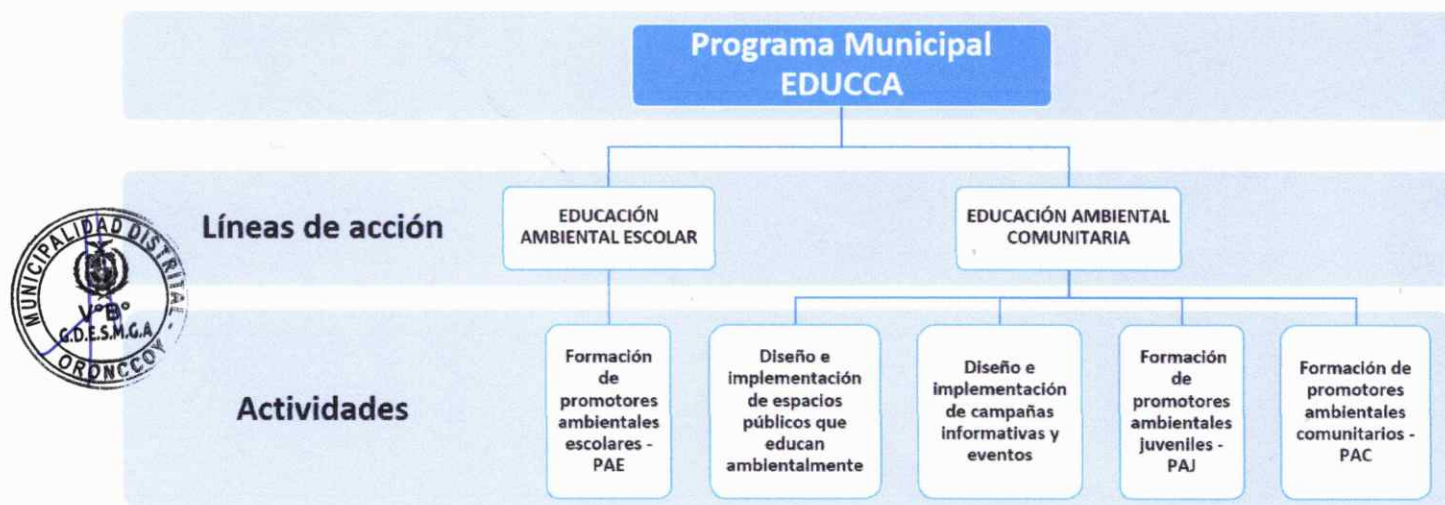 Programa Municipal
EDUCCA
Líneas de acción
EDUCACIÓN
AMBIENTAL ESCOLAR
EDUCACIÓN AMBIENTAL
COMUNITARIA
MUNICIPALIDAD DISTRITAL -
V°B°
G.D.E.S.M.G.A
ORONCCOY
Actividades
Formación
de
promotores
ambientales
escolares -
PAE
Diseño e
implementación
de espacios
públicos que
educan
ambientalmente
Diseño e
implementación
de campañas
informativas y
eventos
Formación
de
promotores
ambientales
juveniles -
PAJ
Formación de
promotores
ambientales
comunitarios -
PAC